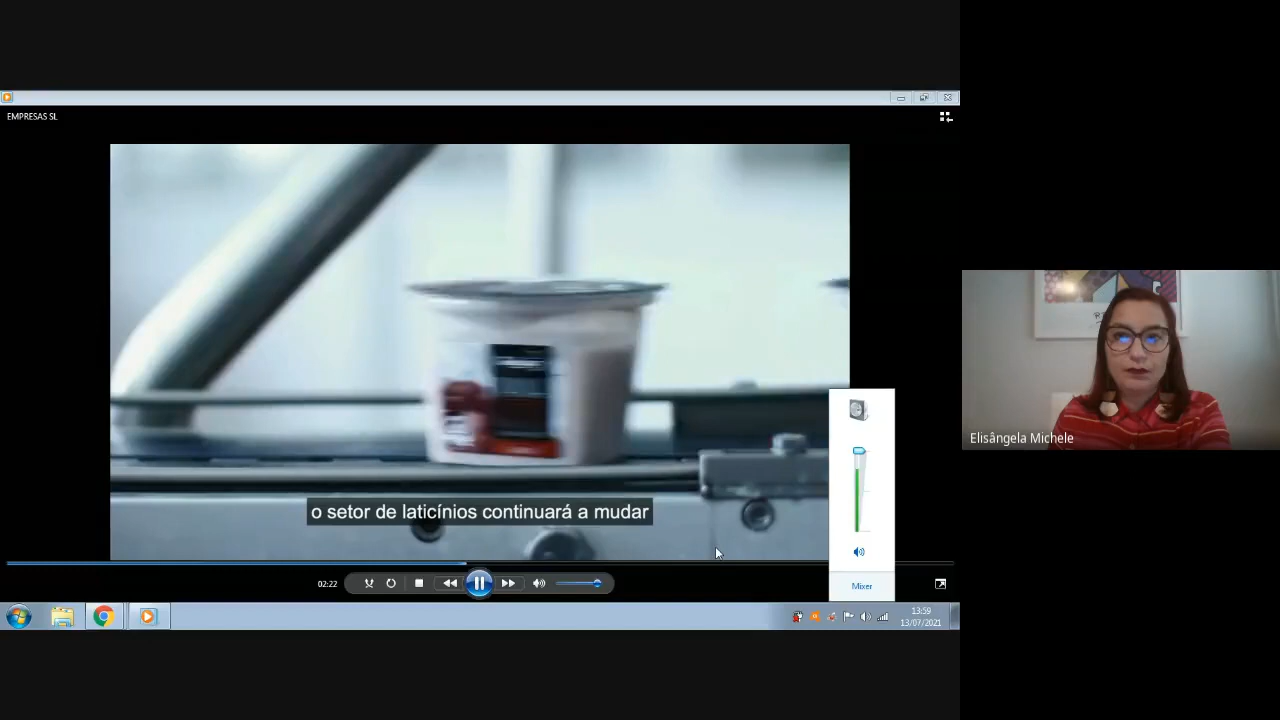 EMPRESAS SL
o setor de laticínios continuará a mudar
Elisângela Michele
02:22
Mixer
13:59
13/07/2021